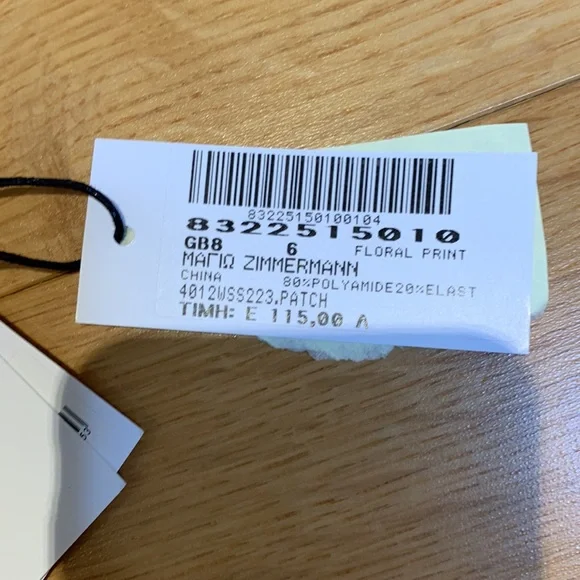 83225150100104
8322515010
GB8 6 FLORAL PRINT
ΜΑΓΙΩ ZIMMERMANN
CHINA 80%POLYAMIDE20%ELAST
4012WSS223.PATCH
ΤΙΜΗ: E 115,00 A